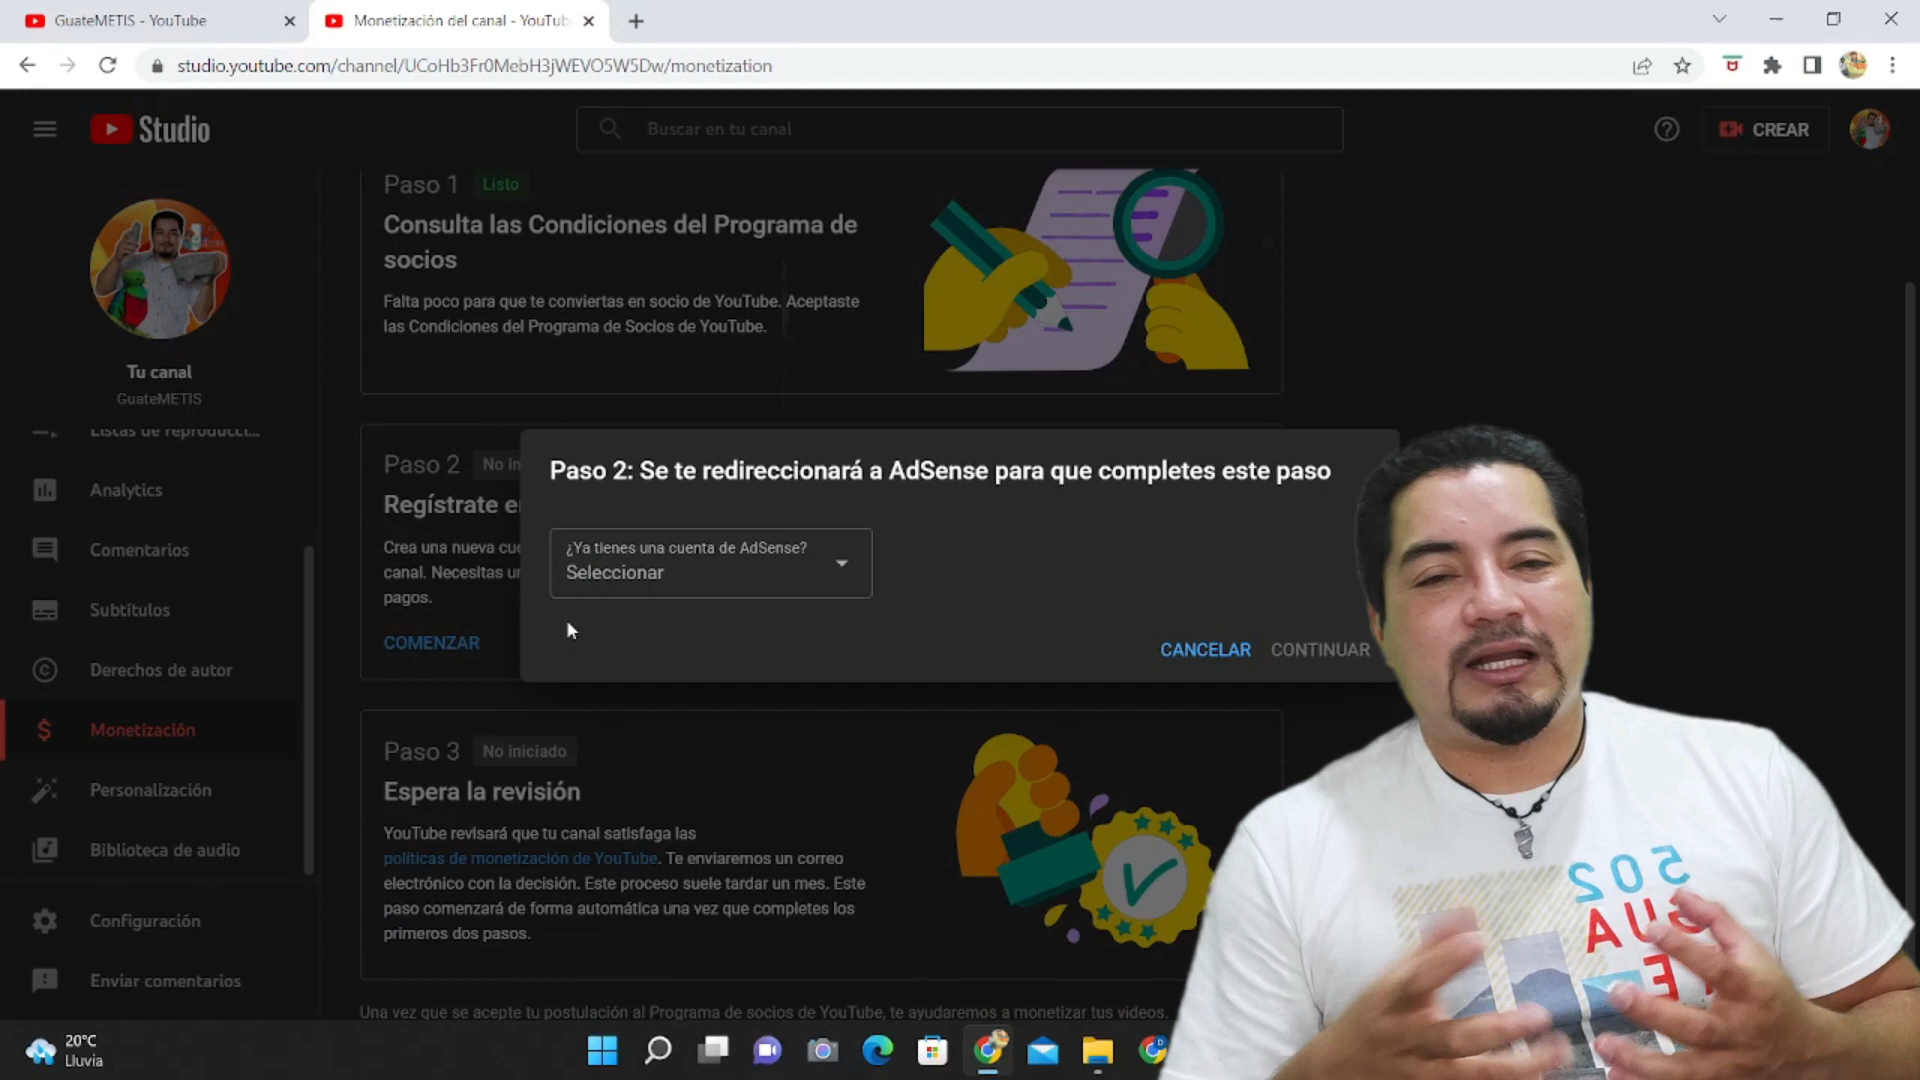 GuateMETIS - YouTube
Monetización del canal - YouTub
studio.youtube.com/channel/UCoHb3Fr0MebH3jWEVO5W5Dw/monetization
Studio
Buscar en tu canal
CREAR
Tu canal
GuateMETIS
Listas de reproducci...
Analytics
Comentarios
Subtítulos
Derechos de autor
Monetización
Personalización
Biblioteca de audio
Configuración
Enviar comentarios
Paso 1 Listo
Consulta las Condiciones del Programa de
socios
Falta poco para que te conviertas en socio de YouTube. Aceptaste
las Condiciones del Programa de Socios de YouTube.
Paso 2 No in
Regístrate e
Crea una nueva cue
canal. Necesitas un
pagos.
COMENZAR
Paso 2: Se te redireccionará a AdSense para que completes este paso
¿Ya tienes una cuenta de AdSense?
Seleccionar
CANCELAR CONTINUAR
Paso 3 No iniciado
Espera la revisión
YouTube revisará que tu canal satisfaga las
políticas de monetización de YouTube. Te enviaremos un correo
electrónico con la decisión. Este proceso suele tardar un mes. Este
paso comenzará de forma automática una vez que completes los
primeros dos pasos.
Una vez que se acepte tu postulación al Programa de socios de YouTube, te ayudaremos a monetizar tus videos.
502
20°C
Lluvia